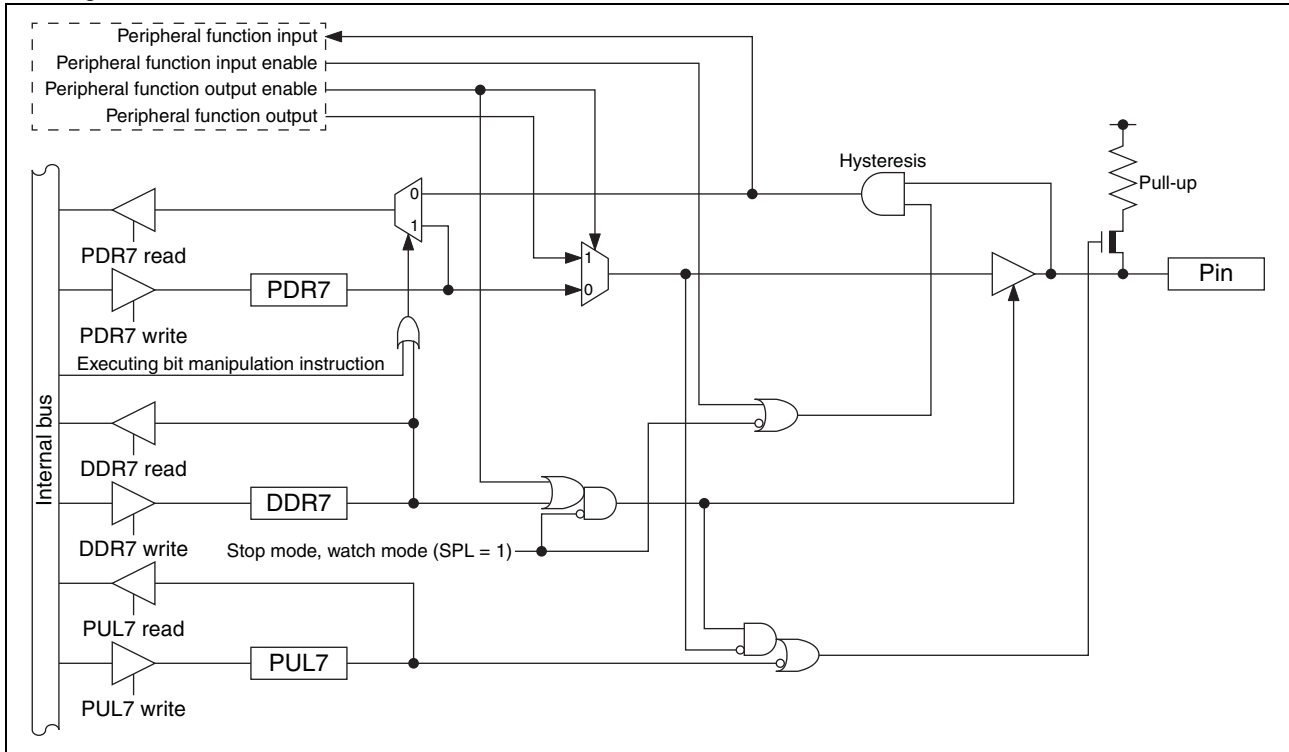 Peripheral function input
Peripheral function input enable
Peripheral function output enable
Peripheral function output
Hysteresis
Pull-up
0
1
PDR7 read
1
0
PDR7
Pin
PDR7 write
Executing bit manipulation instruction
Internal bus
DDR7 read
DDR7
DDR7 write
Stop mode, watch mode (SPL = 1)
PUL7 read
PUL7
PUL7 write